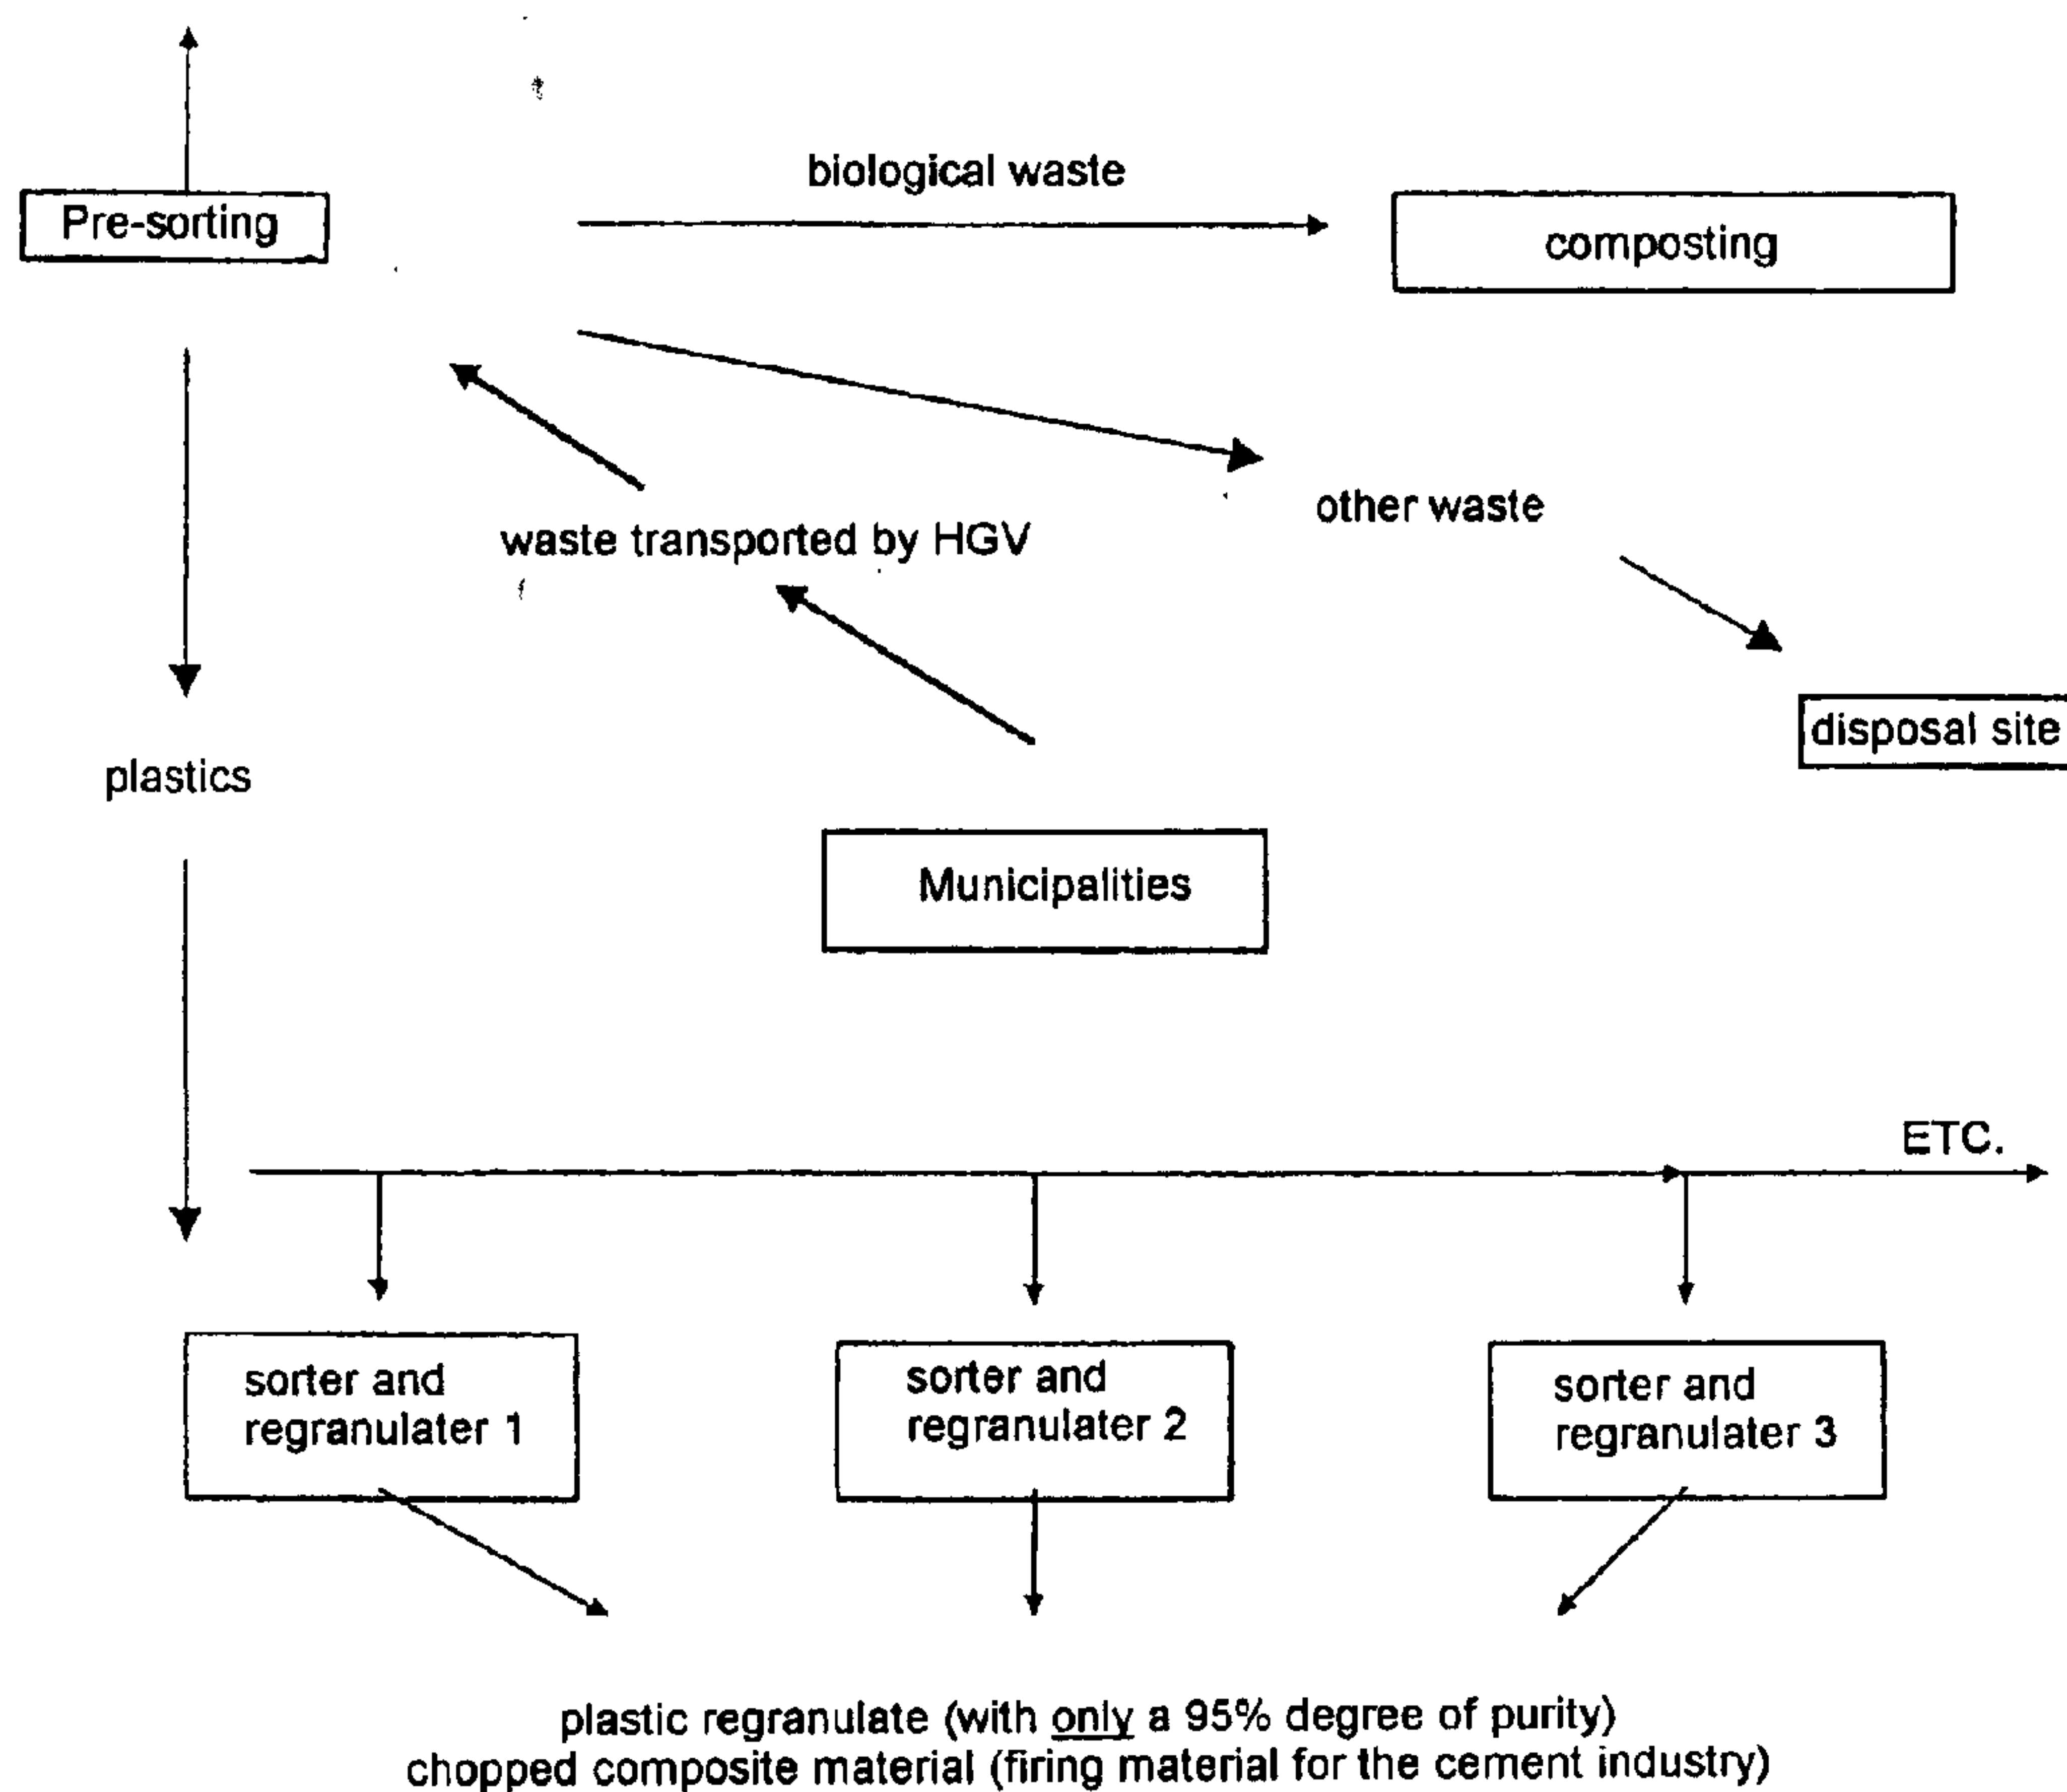 biological waste
Pre-sorting
composting
other waste
waste transported by HGV
disposal site
plastics
Municipalities
ETC.
sorter and
regranulater 1
sorter and
regranulater 2
sorter and
regranulater 3
plastic regranulate (with only a 95% degree of purity)
chopped composite material (firing material for the cement industry)